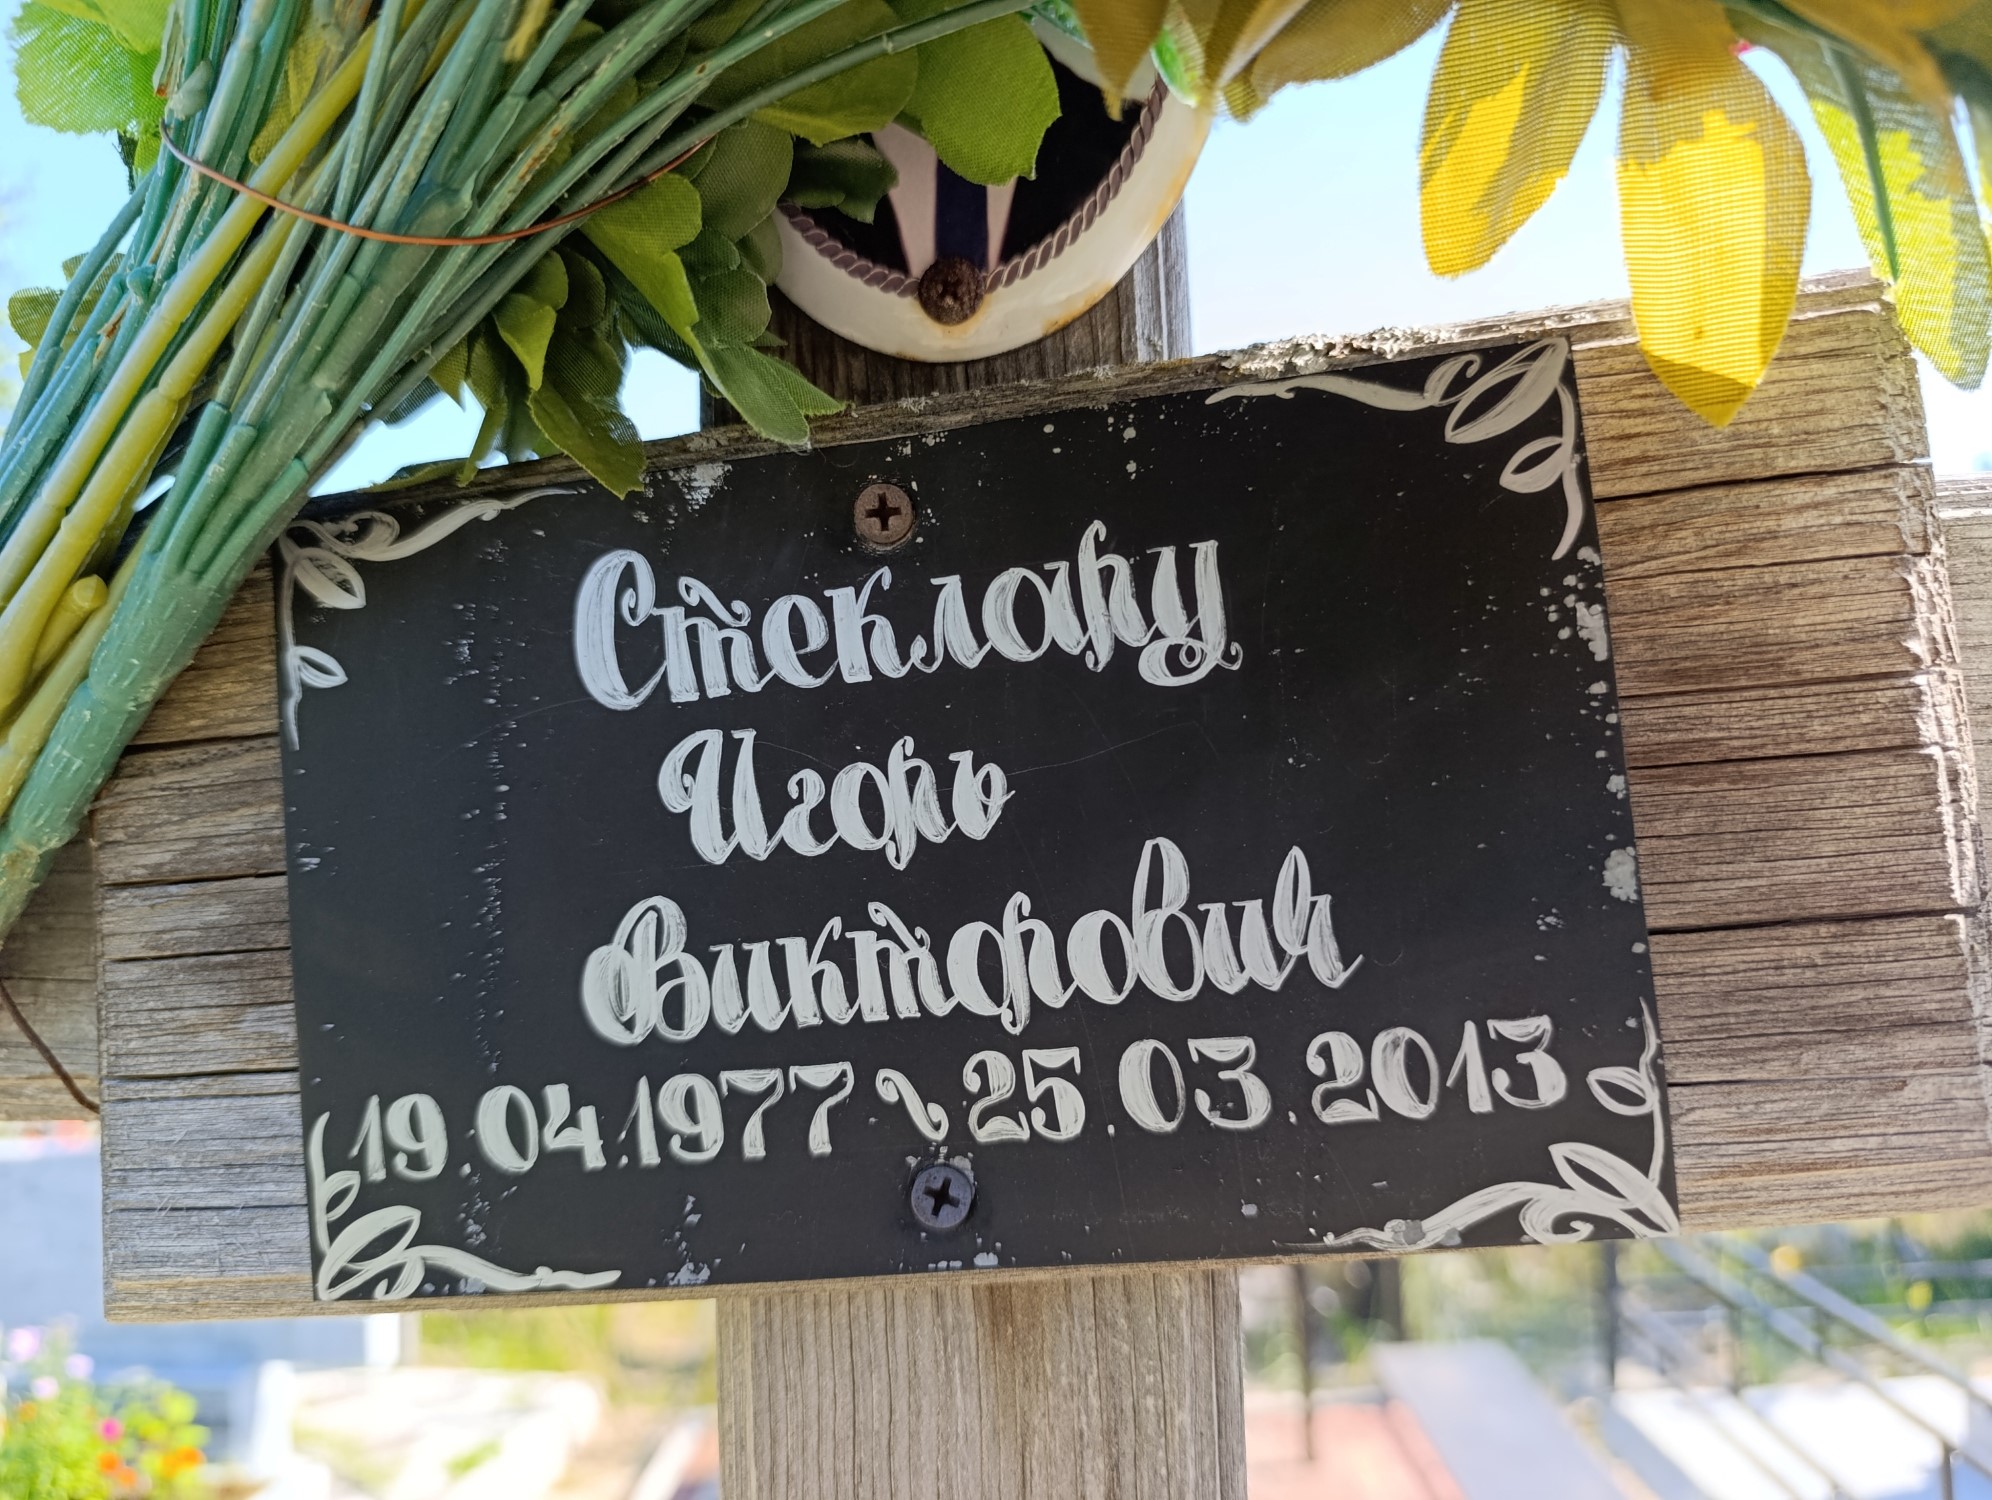 Стеклару
Игорь
Викторович
19.04.1977 ~ 25.03.2013